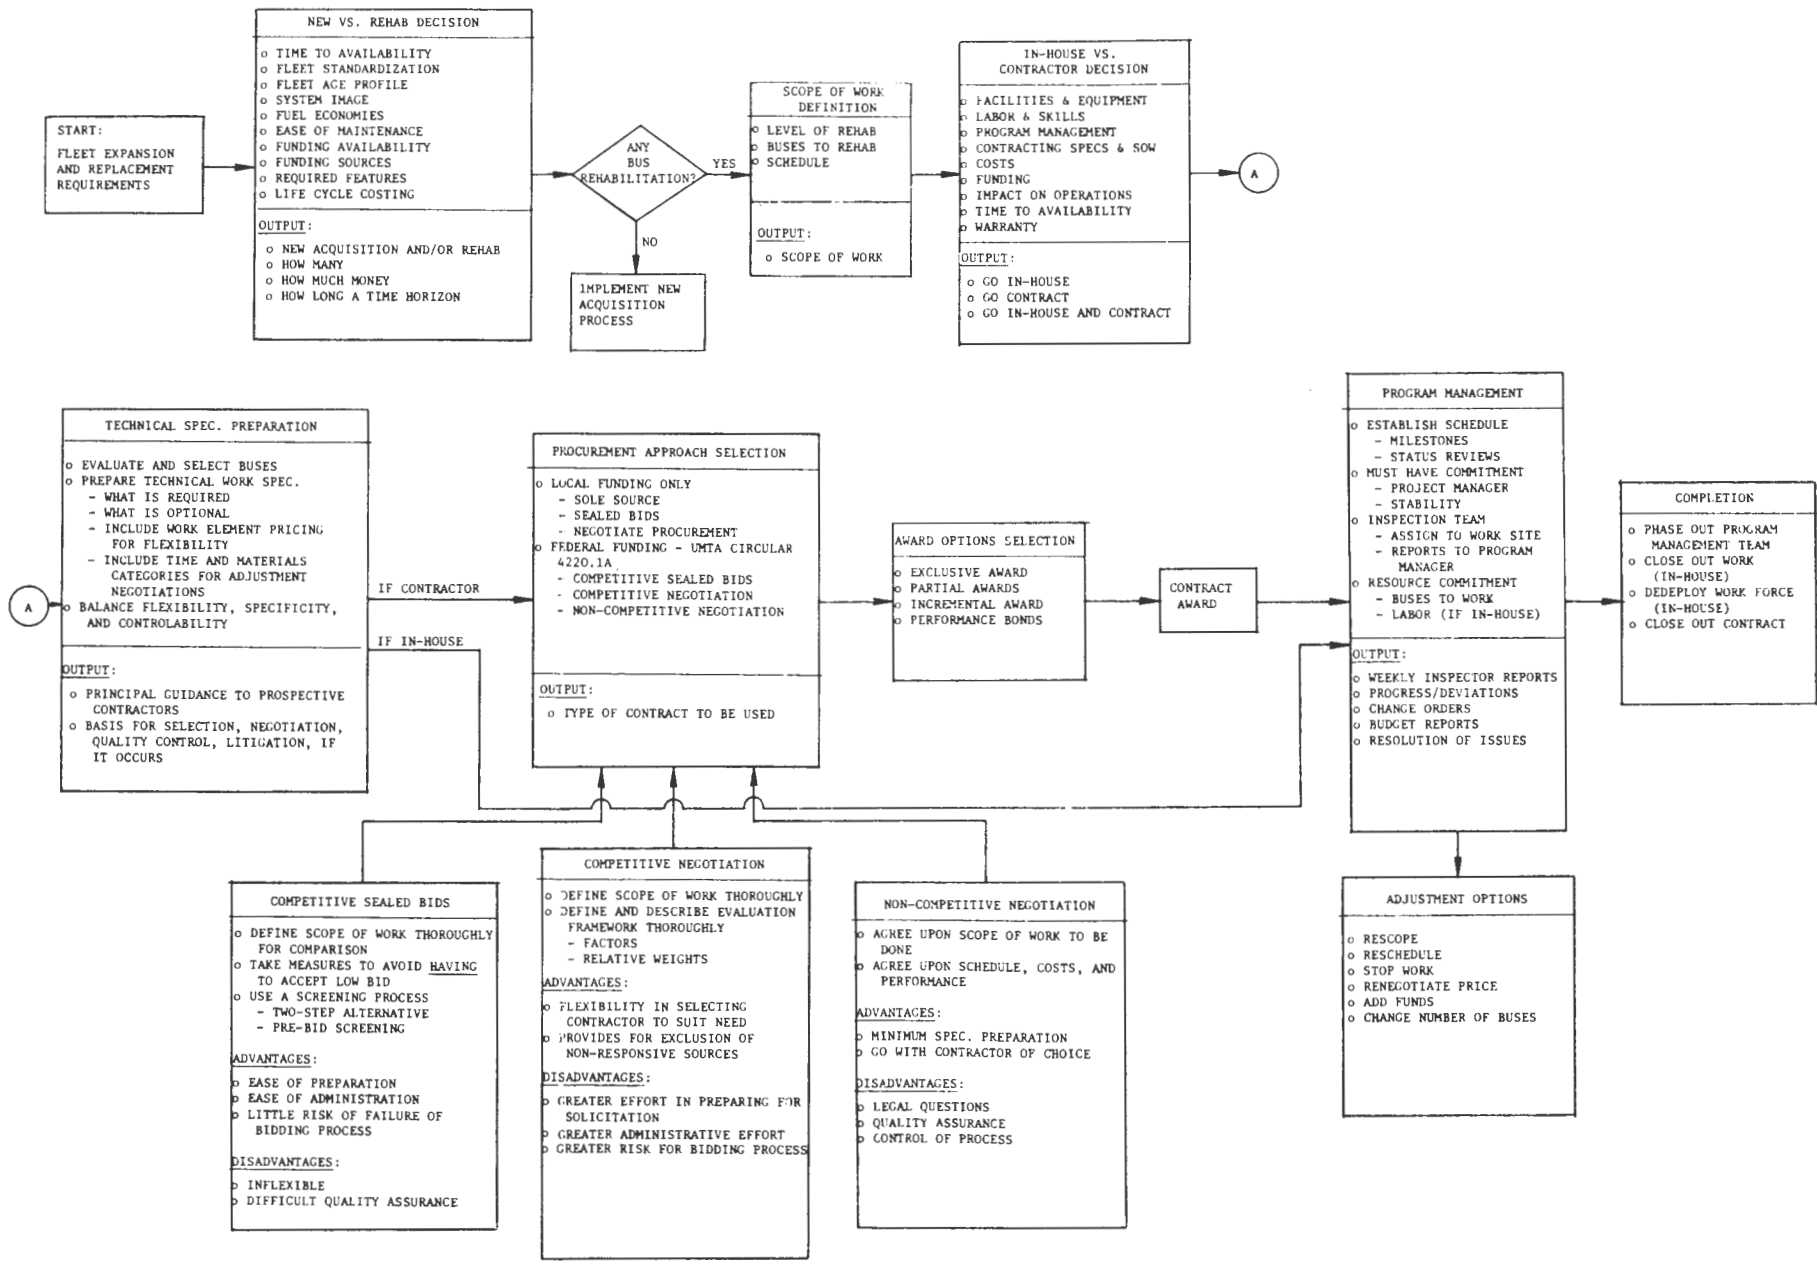 START:
FLEET EXPANSION
AND REPLACEMENT
REQUIREMENTS
NEW VS. REHAB DECISION
o TIME TO AVAILABILITY
o FLEET STANDARDIZATION
o FLEET AGE PROFILE
o SYSTEM IMAGE
o FUEL ECONOMIES
o EASE OF MAINTENANCE
o FUNDING AVAILABILITY
o FUNDING SOURCES
o REQUIRED FEATURES
o LIFE CYCLE COSTING
OUTPUT:
o NEW ACQUISITION AND/OR REHAB
o HOW MANY
o HOW MUCH MONEY
o HOW LONG A TIME HORIZON
ANY
BUS
REHABILITATION?
YES
NO
IMPLEMENT NEW
ACQUISITION
PROCESS
SCOPE OF WORK
DEFINITION
o LEVEL OF REHAB
o BUSES TO REHAB
o SCHEDULE
OUTPUT:
o SCOPE OF WORK
IN-HOUSE VS.
CONTRACTOR DECISION
o FACILITIES & EQUIPMENT
o LABOR & SKILLS
o PROGRAM MANAGEMENT
o CONTRACTING SPECS & SOW
o COSTS
o FUNDING
o IMPACT ON OPERATIONS
o TIME TO AVAILABILITY
o WARRANTY
OUTPUT:
o GO IN-HOUSE
o GO CONTRACT
o GO IN-HOUSE AND CONTRACT
A
A
TECHNICAL SPEC. PREPARATION
o EVALUATE AND SELECT BUSES
o PREPARE TECHNICAL WORK SPEC.
- WHAT IS REQUIRED
- WHAT IS OPTIONAL
- INCLUDE WORK ELEMENT PRICING
FOR FLEXIBILITY
- INCLUDE TIME AND MATERIALS
CATEGORIES FOR ADJUSTMENT
NEGOTIATIONS
o BALANCE FLEXIBILITY, SPECIFICITY,
AND CONTROLABILITY
OUTPUT:
o PRINCIPAL GUIDANCE TO PROSPECTIVE
CONTRACTORS
o BASIS FOR SELECTION, NEGOTIATION,
QUALITY CONTROL, LITIGATION, IF
IT OCCURS
IF CONTRACTOR
IF IN-HOUSE
PROCUREMENT APPROACH SELECTION
o LOCAL FUNDING ONLY
- SOLE SOURCE
- SEALED BIDS
- NEGOTIATE PROCUREMENT
o FEDERAL FUNDING - UMTA CIRCULAR
4220.1A
- COMPETITIVE SEALED BIDS
- COMPETITIVE NEGOTIATION
- NON-COMPETITIVE NEGOTIATION
OUTPUT:
o TYPE OF CONTRACT TO BE USED
AWARD OPTIONS SELECTION
o EXCLUSIVE AWARD
o PARTIAL AWARDS
o INCREMENTAL AWARD
o PERFORMANCE BONDS
CONTRACT
AWARD
PROGRAM MANAGEMENT
o ESTABLISH SCHEDULE
- MILESTONES
- STATUS REVIEWS
o MUST HAVE COMMITMENT
- PROJECT MANAGER
- STABILITY
o INSPECTION TEAM
- ASSIGN TO WORK SITE
- REPORTS TO PROGRAM
MANAGER
o RESOURCE COMMITMENT
- BUSES TO WORK
- LABOR (IF IN-HOUSE)
OUTPUT:
o WEEKLY INSPECTOR REPORTS
o PROGRESS/DEVIATIONS
o CHANGE ORDERS
o BUDGET REPORTS
o RESOLUTION OF ISSUES
COMPLETION
o PHASE OUT PROGRAM
MANAGEMENT TEAM
o CLOSE OUT WORK
(IN-HOUSE)
o DEDEPLOY WORK FORCE
(IN-HOUSE)
o CLOSE OUT CONTRACT
COMPETITIVE SEALED BIDS
o DEFINE SCOPE OF WORK THOROUGHLY
FOR COMPARISON
o TAKE MEASURES TO AVOID HAVING
TO ACCEPT LOW BID
o USE A SCREENING PROCESS
- TWO-STEP ALTERNATIVE
- PRE-BID SCREENING
ADVANTAGES:
o EASE OF PREPARATION
o EASE OF ADMINISTRATION
o LITTLE RISK OF FAILURE OF
BIDDING PROCESS
DISADVANTAGES:
o INFLEXIBLE
o DIFFICULT QUALITY ASSURANCE
COMPETITIVE NEGOTIATION
o DEFINE SCOPE OF WORK THOROUGHLY
o DEFINE AND DESCRIBE EVALUATION
FRAMEWORK THOROUGHLY
- FACTORS
- RELATIVE WEIGHTS
ADVANTAGES:
o FLEXIBILITY IN SELECTING
CONTRACTOR TO SUIT NEED
o PROVIDES FOR EXCLUSION OF
NON-RESPONSIVE SOURCES
DISADVANTAGES:
o GREATER EFFORT IN PREPARING FOR
SOLICITATION
o GREATER ADMINISTRATIVE EFFORT
o GREATER RISK FOR BIDDING PROCESS
NON-COMPETITIVE NEGOTIATION
o AGREE UPON SCOPE OF WORK TO BE
DONE
o AGREE UPON SCHEDULE, COSTS, AND
PERFORMANCE
ADVANTAGES:
o MINIMUM SPEC. PREPARATION
o GO WITH CONTRACTOR OF CHOICE
DISADVANTAGES:
o LEGAL QUESTIONS
o QUALITY ASSURANCE
o CONTROL OF PROCESS
ADJUSTMENT OPTIONS
o RESCOPE
o RESCHEDULE
o STOP WORK
o RENEGOTIATE PRICE
o ADD FUNDS
o CHANGE NUMBER OF BUSES